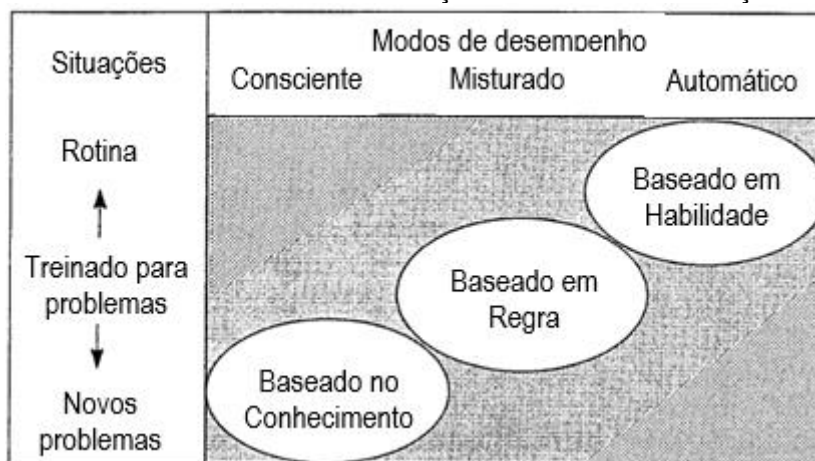 Modos de desempenho
Situações
Consciente Misturado Automático
Rotina
Baseado em
Habilidade
Treinado para
problemas
Baseado em
Regra
Baseado no
Conhecimento
Novos
problemas